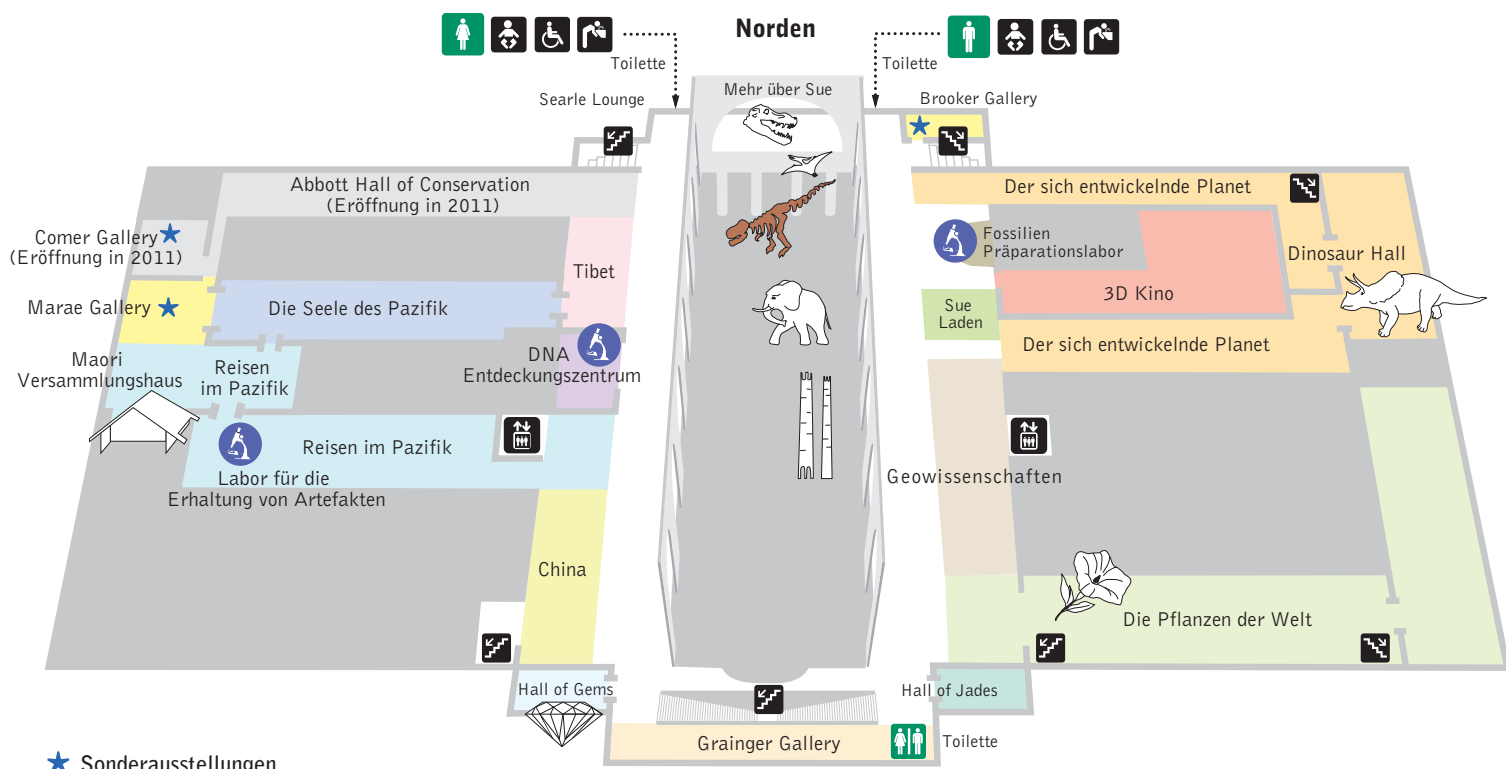 Norden
Toilette
Toilette
Searle Lounge
Mehr über Sue
Brooker Gallery
Abbott Hall of Conservation
(Eröffnung in 2011)
Der sich entwickelnde Planet
Comer Gallery
(Eröffnung in 2011)
Tibet
Fossilien
Präparationslabor
Dinosaur Hall
Marae Gallery
Die Seele des Pazifik
3D Kino
Sue
Laden
Maori
Versammlungshaus
Reisen
im Pazifik
DNA
Entdeckungszentrum
Der sich entwickelnde Planet
Reisen im Pazifik
Labor für die
Erhaltung von Artefakten
Geowissenschaften
China
Die Pflanzen der Welt
Hall of Gems
Hall of Jades
Grainger Gallery
Toilette
Sonderausstellungen